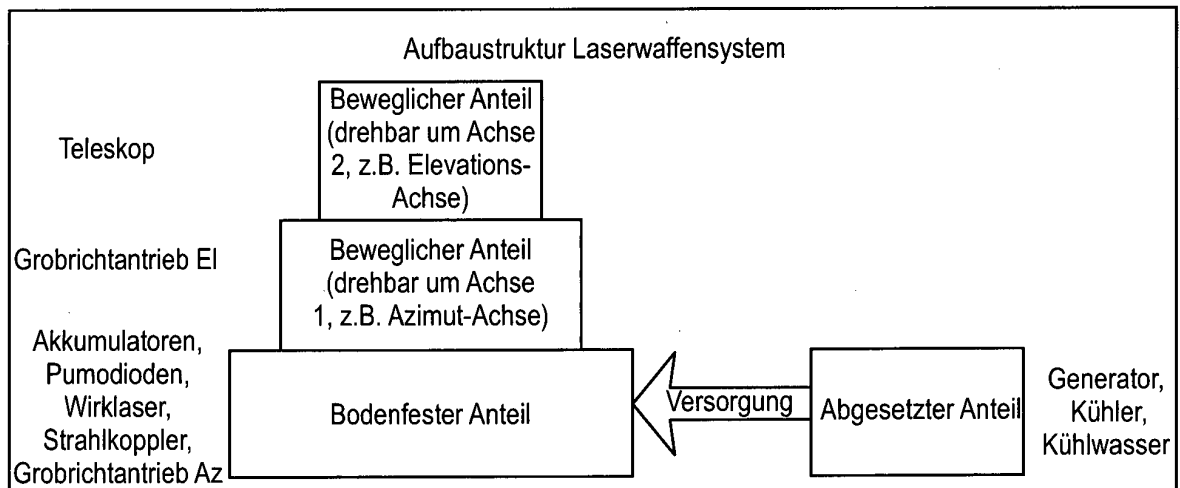 Aufbaustruktur Laserwaffensystem
Teleskop
Beweglicher Anteil
(drehbar um Achse
2, z.B. Elevations-
Achse)
Grobrichtantrieb El
Beweglicher Anteil
(drehbar um Achse
1, z.B. Azimut-Achse)
Akkumulatoren,
Pumodioden,
Wirklaser,
Strahlkoppler,
Grobrichtantrieb Az
Bodenfester Anteil
Versorgung
Abgesetzter Anteil
Generator,
Kühler,
Kühlwasser